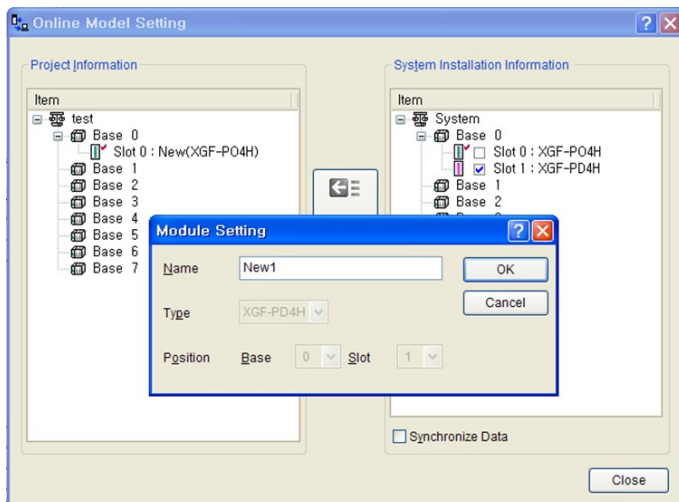 Online Model Setting
Project Information
Item
test
Base 0
Slot 0 : New(XGF-PO4H)
Base 1
Base 2
Base 3
Base 4
Base 5
Base 6
Base 7
System Installation Information
Item
System
Base 0
Slot 0 : XGF-PO4H
Slot 1 : XGF-PD4H
Base 1
Base 2
Module Setting
Name
New1
OK
Type
XGF-PD4H
Cancel
Position Base 0 Slot 1
Synchronize Data
Close